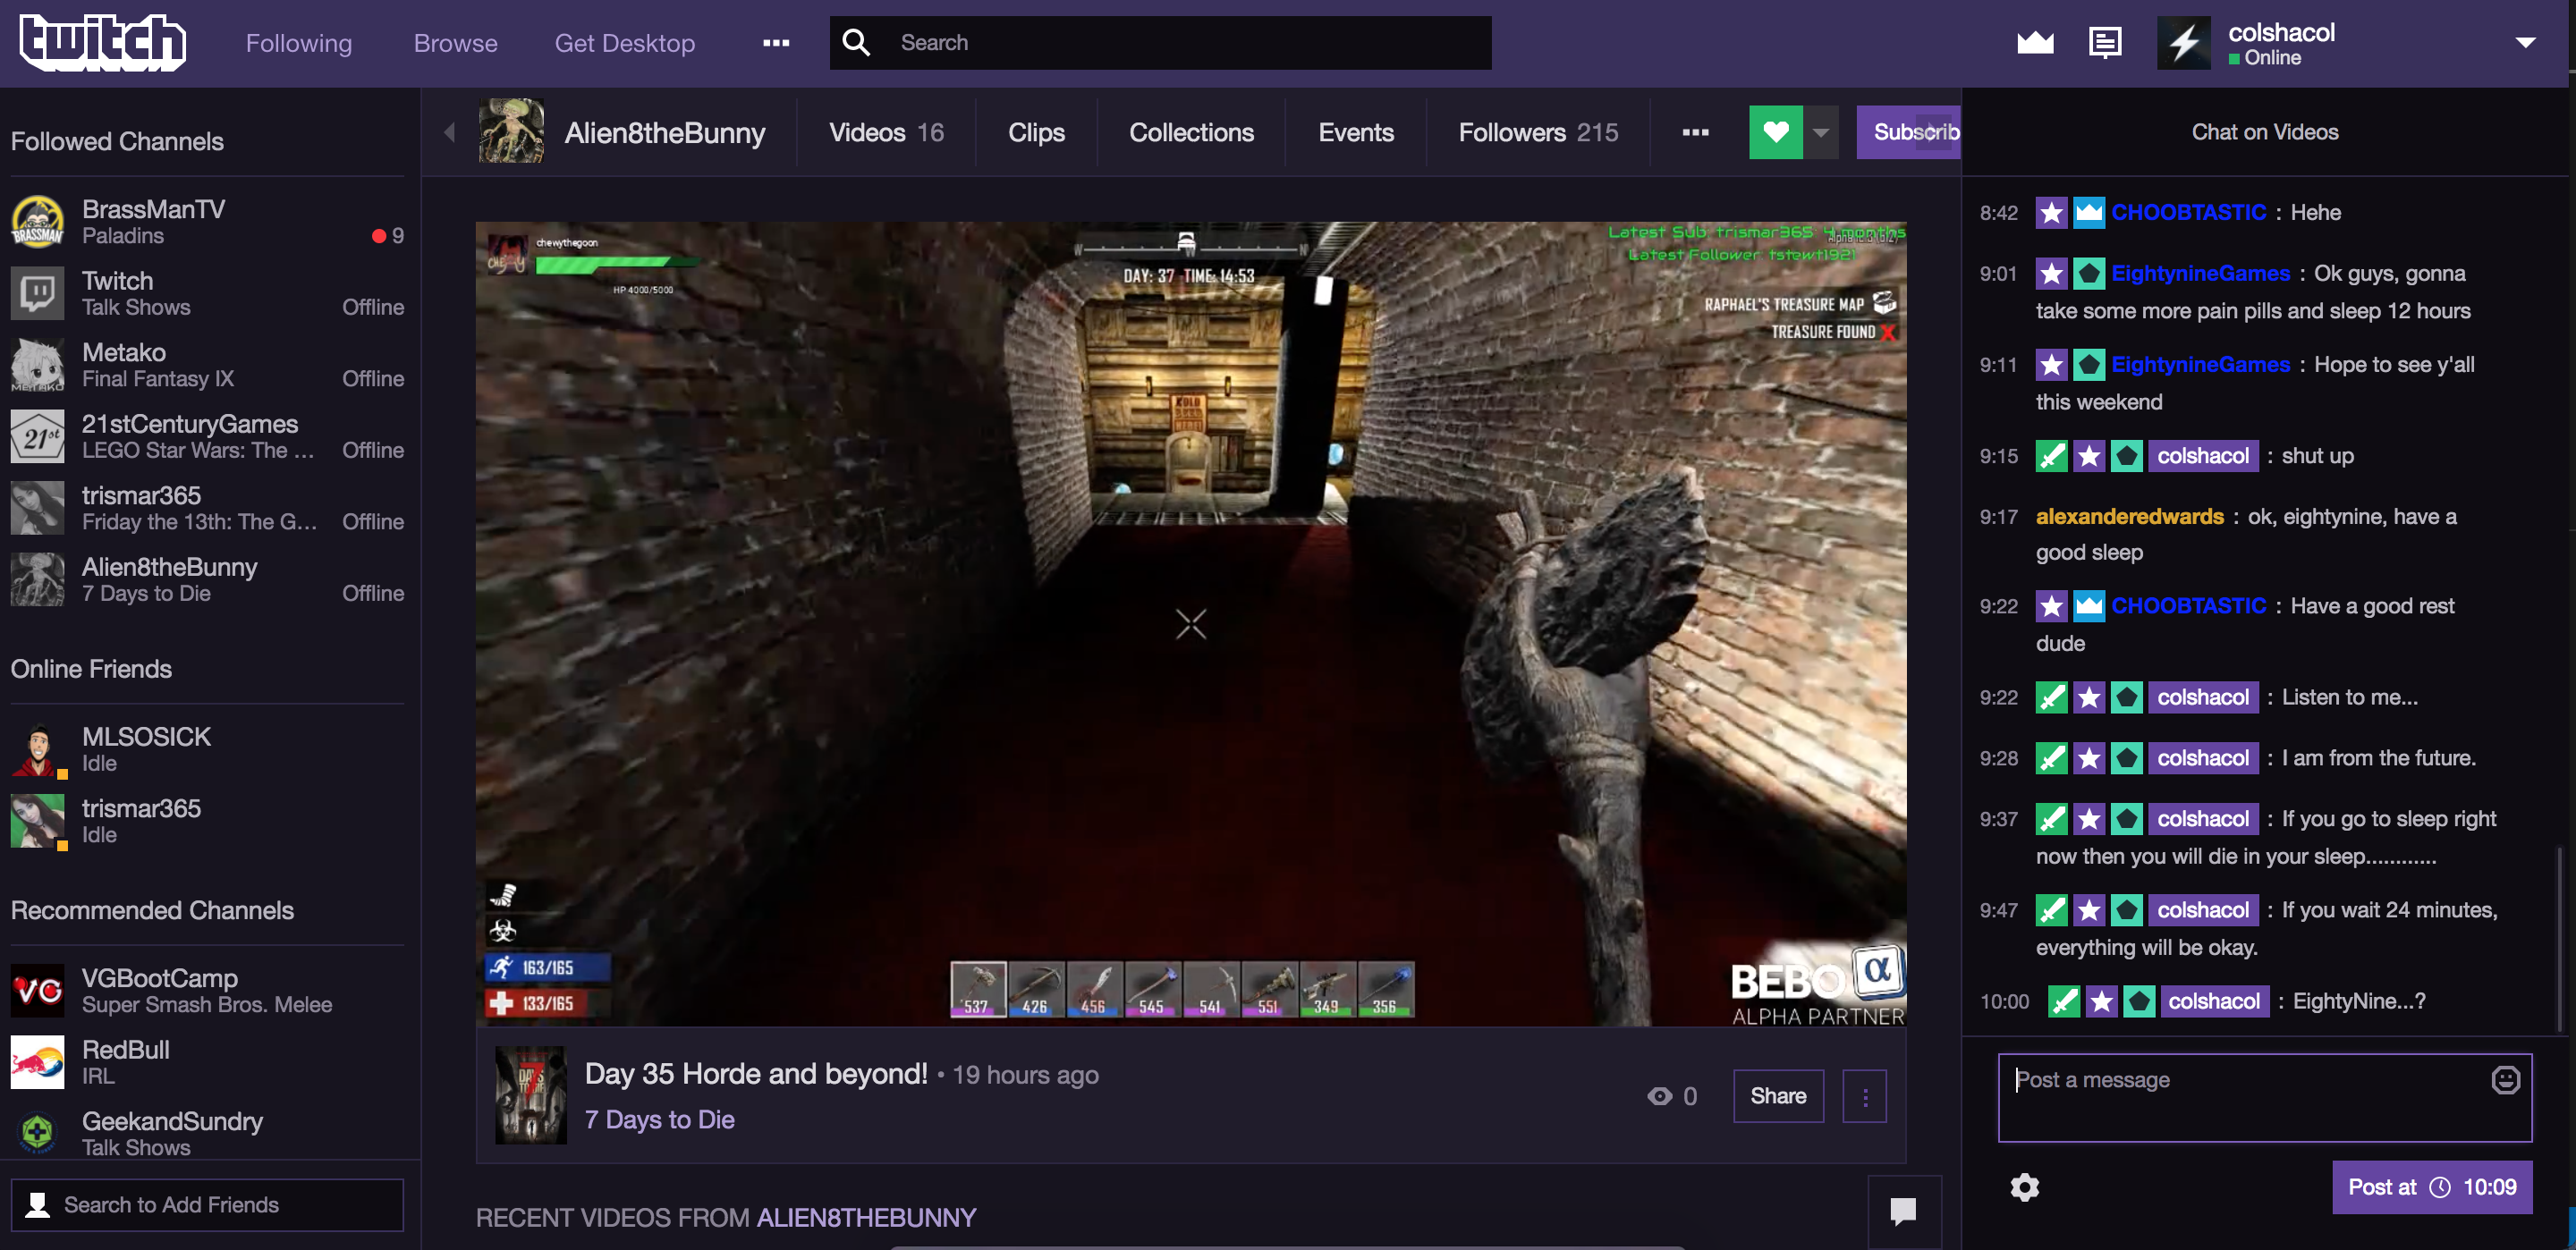 twitch
Following
Browse
Get Desktop
Search
colshacol
Online
Followed Channels
BrassManTV
Paladins
9
Twitch
Talk Shows
Offline
Metako
Final Fantasy IX
Offline
21stCenturyGames
LEGO Star Wars: The ...
Offline
trismar365
Friday the 13th: The G...
Offline
Alien8theBunny
7 Days to Die
Offline
Online Friends
MLSOSICK
Idle
trismar365
Idle
Recommended Channels
VGBootCamp
Super Smash Bros. Melee
RedBull
IRL
GeekandSundry
Talk Shows
Search to Add Friends
Alien8theBunny
Videos 16
Clips
Collections
Events
Followers 215
Subscrib
chewythegoon
HP 4000/5000
W
N
DAY: 37 TIME: 14:53
Latest Sub trismar365 4 months
Latest Follower tstewt1921
RAPHAEL'S TREASURE MAP
TREASURE FOUND X
163/165
133/165
537
426
456
545
541
551
349
356
BEBO α
ALPHA PARTNER
Day 35 Horde and beyond! • 19 hours ago
7 Days to Die
0
Share
RECENT VIDEOS FROM ALIEN8THEBUNNY
Chat on Videos
8:42 CHOOBTASTIC : Hehe
9:01 EightynineGames : Ok guys, gonna
take some more pain pills and sleep 12 hours
9:11 EightynineGames : Hope to see y'all
this weekend
9:15 colshacol : shut up
9:17 alexanderedwards : ok, eightynine, have a
good sleep
9:22 CHOOBTASTIC : Have a good rest
dude
9:22 colshacol : Listen to me...
9:28 colshacol : I am from the future.
9:37 colshacol : If you go to sleep right
now then you will die in your sleep............
9:47 colshacol : If you wait 24 minutes,
everything will be okay.
10:00 colshacol : EightyNine...?
Post a message
Post at 10:09